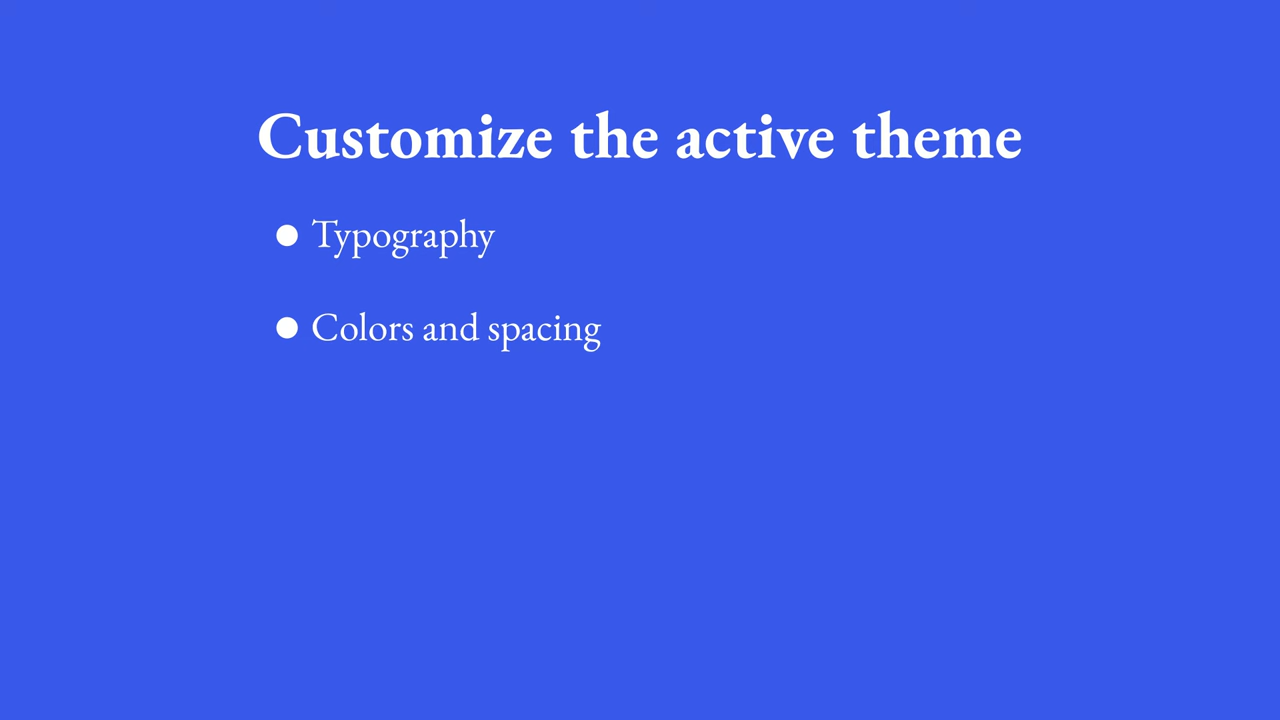 Customize the active theme
● Typography
● Colors and spacing